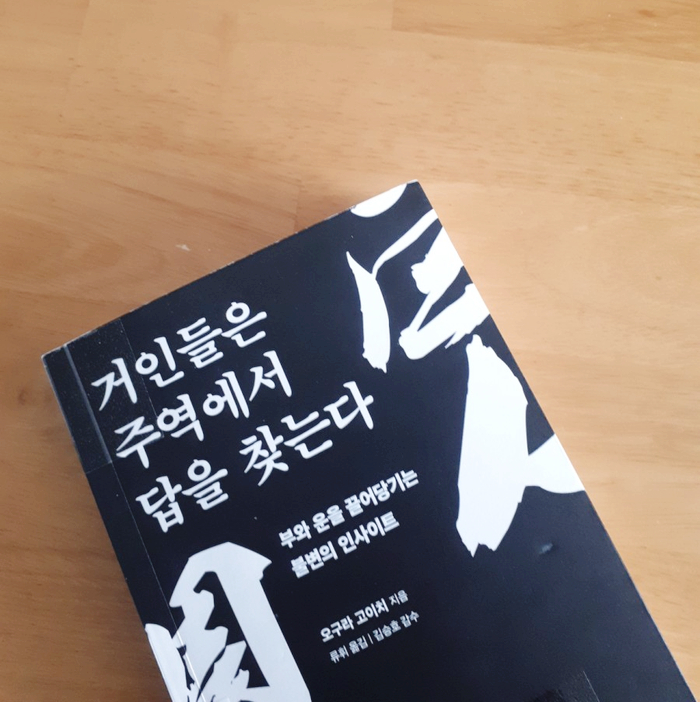 거인들은
주역에서
답을 찾는다
부와 운을 끌어당기는
불변의 인사이트
오구라 고이치 지음
류휘 옮김 | 김승호 감수